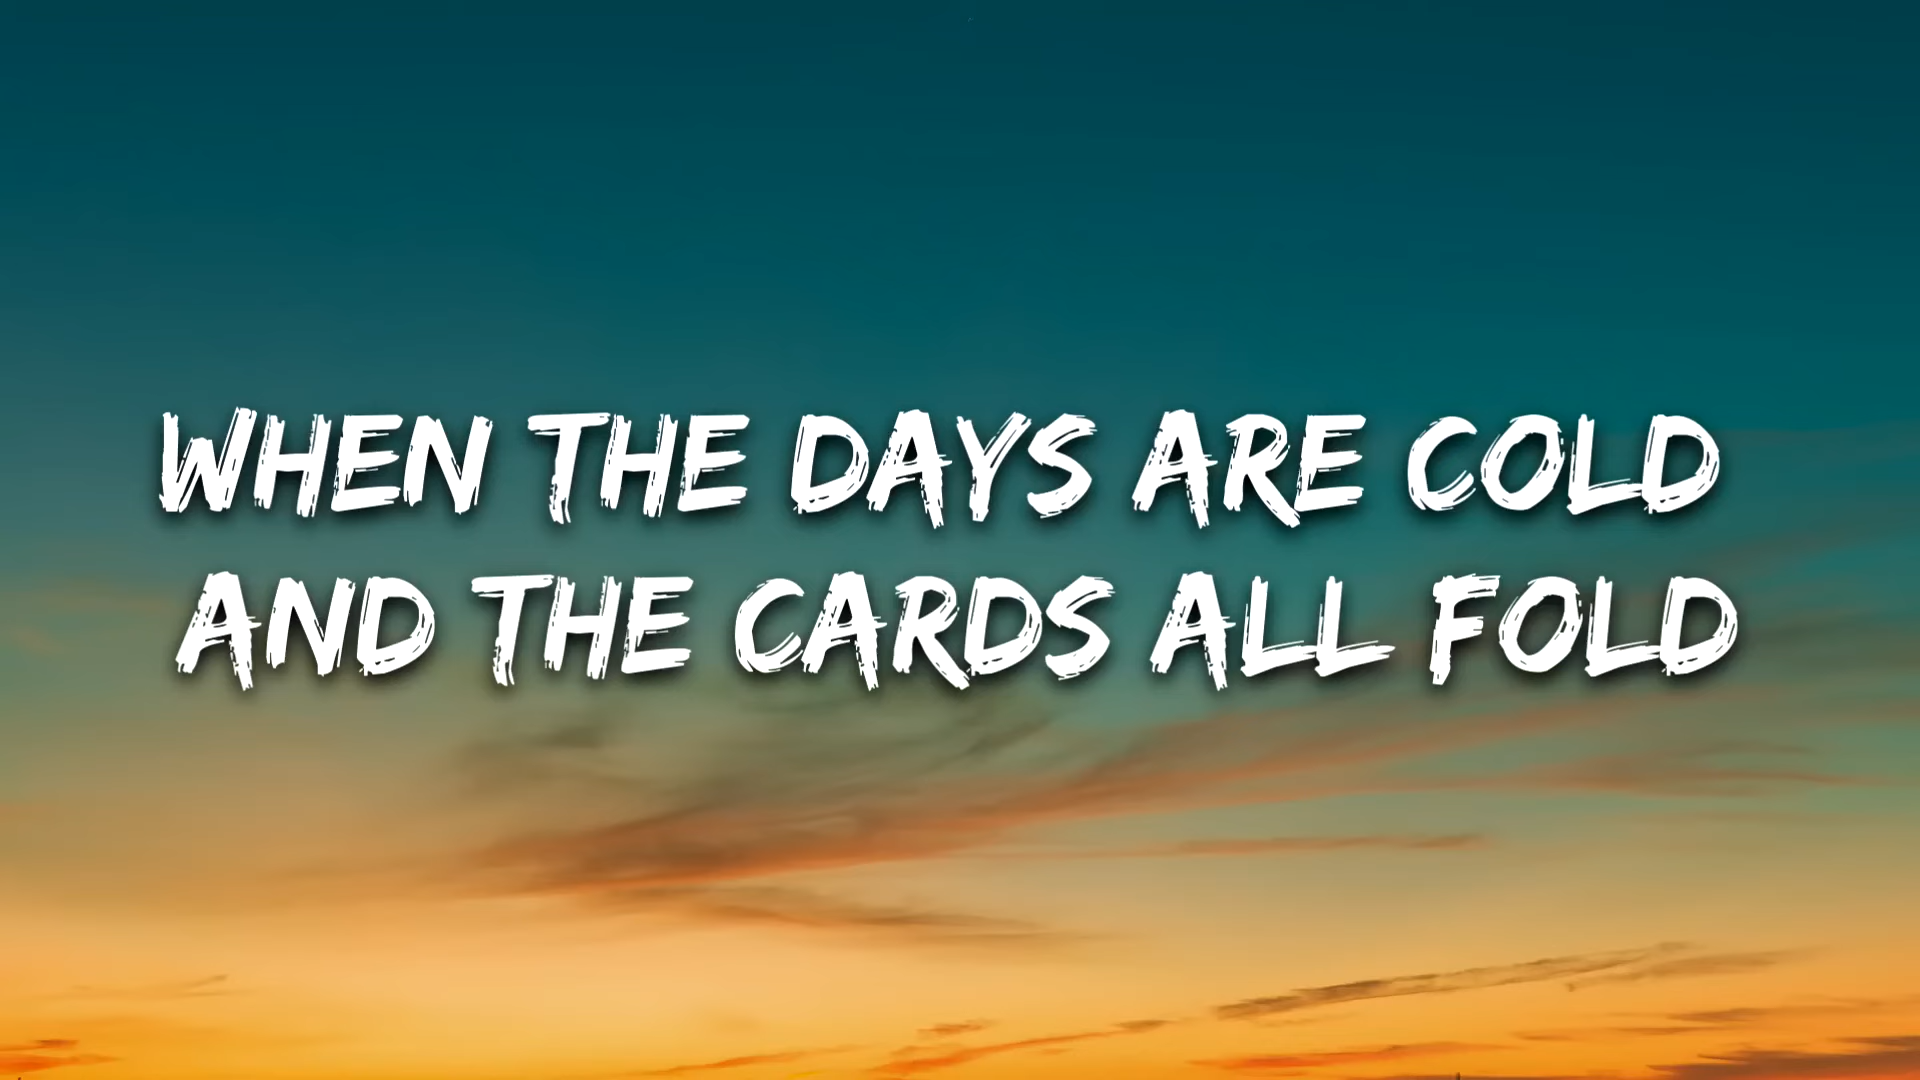 WHEN THE DAYS ARE COLD
AND THE CARDS ALL FOLD